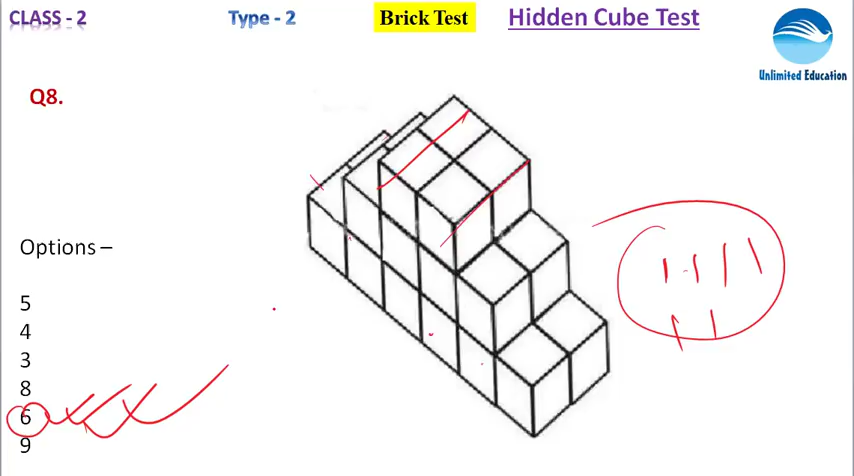 CLASS - 2 Type - 2 Brick Test Hidden Cube Test
Unlimited Education
Q8.
Options –
5
4
3
8
6
9